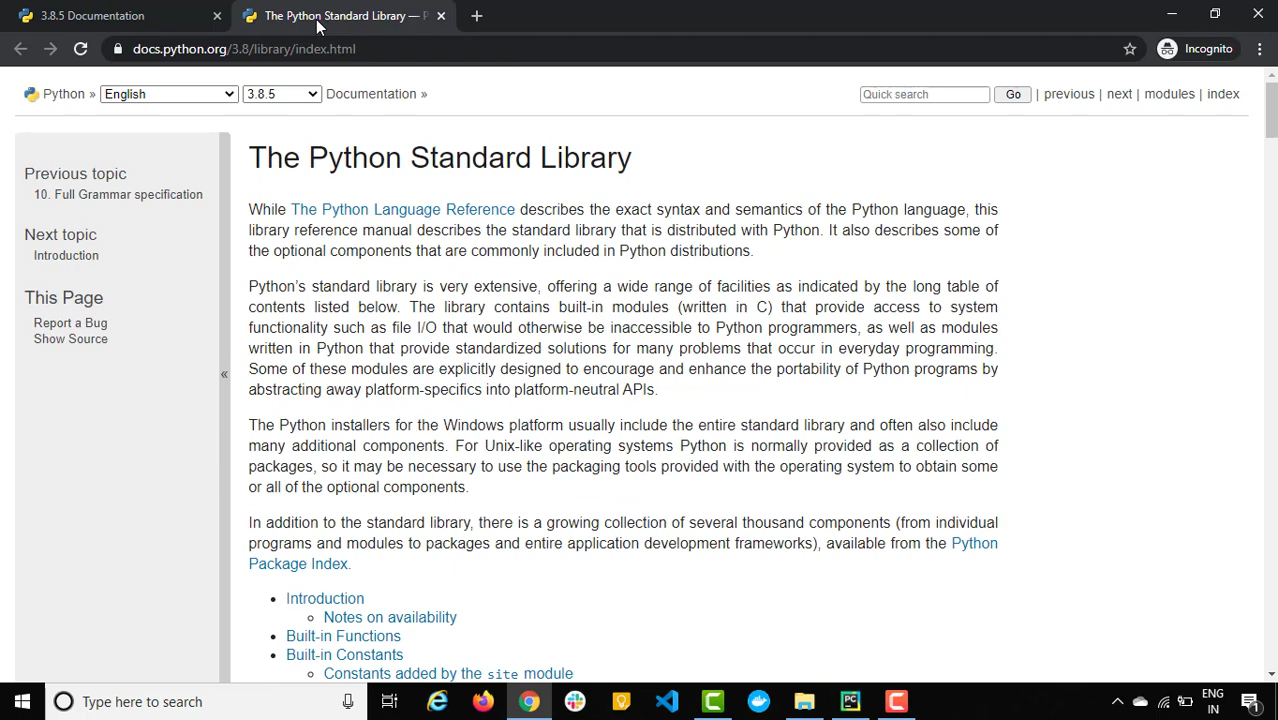 3.8.5 Documentation
The Python Standard Library — P
docs.python.org/3.8/library/index.html
Incognito
Python » English 3.8.5 Documentation »
Quick search Go | previous | next | modules | index
Previous topic
10. Full Grammar specification
Next topic
Introduction
This Page
Report a Bug
Show Source
«
The Python Standard Library
While The Python Language Reference describes the exact syntax and semantics of the Python language, this
library reference manual describes the standard library that is distributed with Python. It also describes some of
the optional components that are commonly included in Python distributions.
Python’s standard library is very extensive, offering a wide range of facilities as indicated by the long table of
contents listed below. The library contains built-in modules (written in C) that provide access to system
functionality such as file I/O that would otherwise be inaccessible to Python programmers, as well as modules
written in Python that provide standardized solutions for many problems that occur in everyday programming.
Some of these modules are explicitly designed to encourage and enhance the portability of Python programs by
abstracting away platform-specifics into platform-neutral APIs.
The Python installers for the Windows platform usually include the entire standard library and often also include
many additional components. For Unix-like operating systems Python is normally provided as a collection of
packages, so it may be necessary to use the packaging tools provided with the operating system to obtain some
or all of the optional components.
In addition to the standard library, there is a growing collection of several thousand components (from individual
programs and modules to packages and entire application development frameworks), available from the Python
Package Index.
• Introduction
◦ Notes on availability
• Built-in Functions
• Built-in Constants
◦ Constants added by the site module
Type here to search
PC
ENG
IN
1